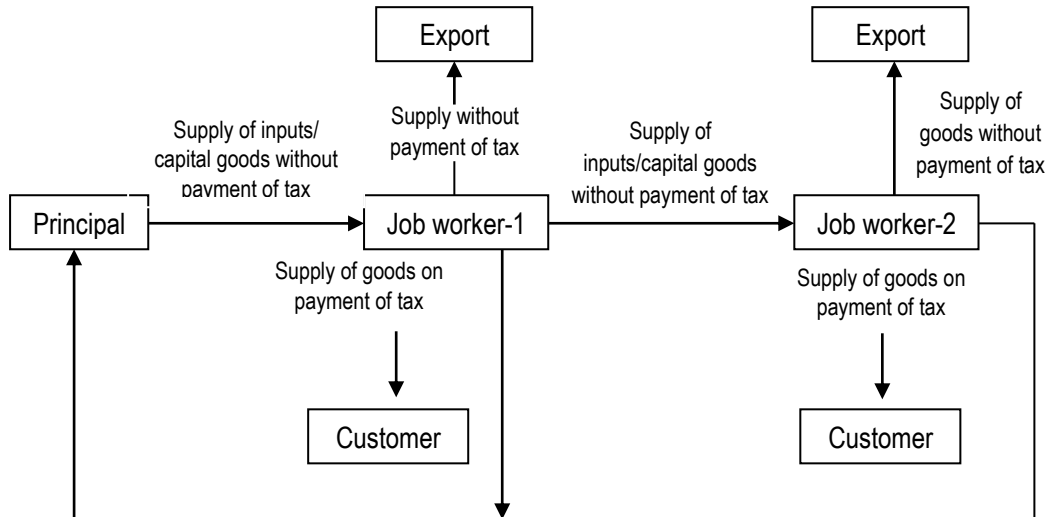 Export
Export
Supply of inputs/
capital goods without
payment of tax
Supply without
payment of tax
Supply of
inputs/capital goods
without payment of tax
Supply of
goods without
payment of tax
Principal
Job worker-1
Job worker-2
Supply of goods on
payment of tax
Supply of goods on
payment of tax
Customer
Customer